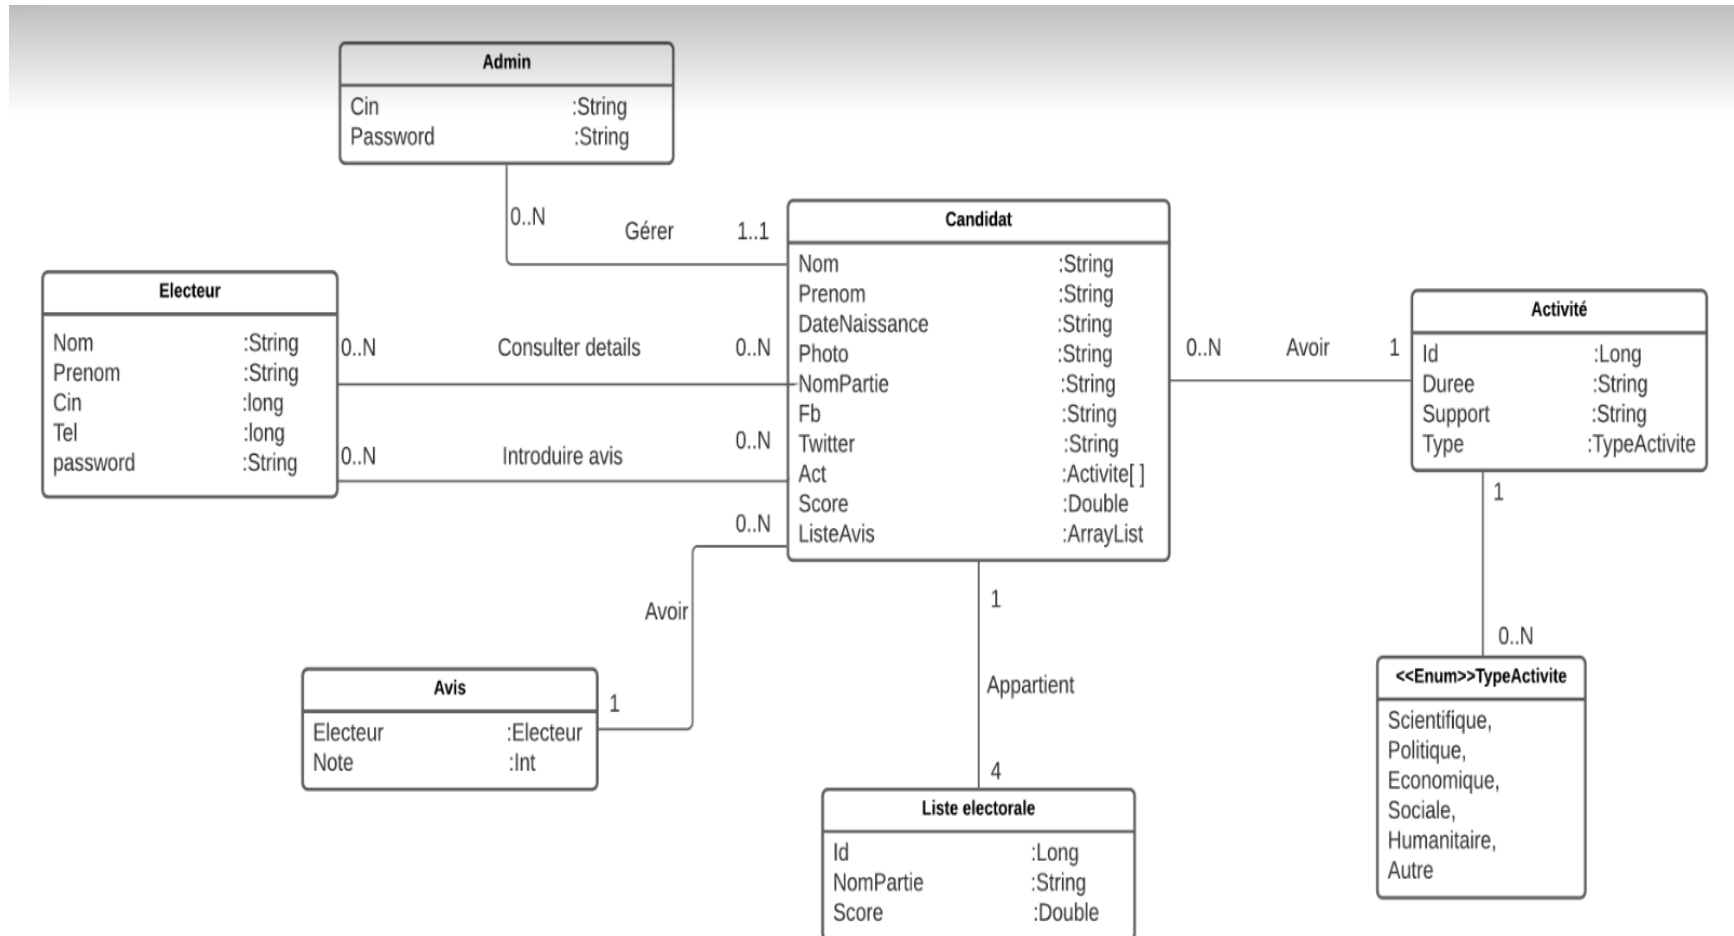 Admin
Cin :String
Password :String
0..N
Gérer
1..1
Candidat
Nom :String
Prenom :String
DateNaissance :String
Photo :String
NomPartie :String
Fb :String
Twitter :String
Act :Activite[ ]
Score :Double
ListeAvis :ArrayList
Electeur
Nom :String
Prenom :String
Cin :long
Tel :long
password :String
0..N
Consulter details
0..N
0..N
Introduire avis
0..N
0..N
Avoir
1
Avis
Electeur :Electeur
Note :Int
0..N
Avoir
1
Activité
Id :Long
Duree :String
Support :String
Type :TypeActivite
1
0..N
<<Enum>>TypeActivite
Scientifique,
Politique,
Economique,
Sociale,
Humanitaire,
Autre
1
Appartient
4
Liste electorale
Id :Long
NomPartie :String
Score :Double